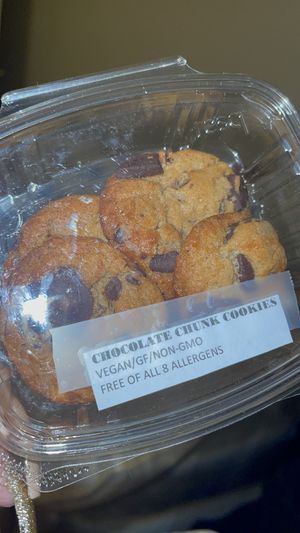 CHOCOLATE CHUNK COOKIES
VEGAN/GF/NON-GMO
FREE OF ALL 8 ALLERGENS